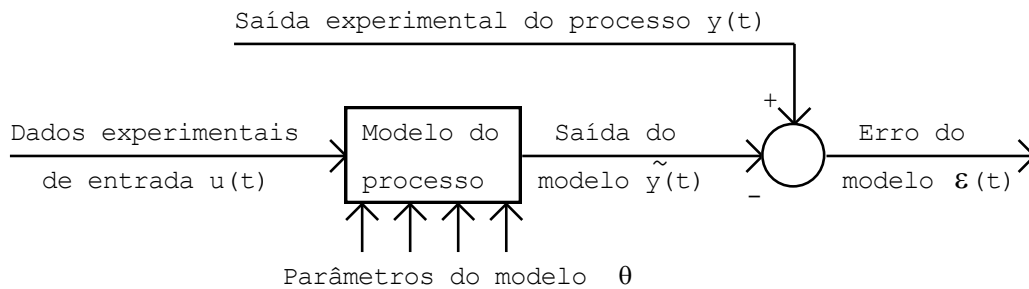 Saída experimental do processo y(t)
+
Dados experimentais
de entrada u(t)
Modelo do
processo
Saída do
modelo ỹ(t)
-
Erro do
modelo ε(t)
Parâmetros do modelo θ